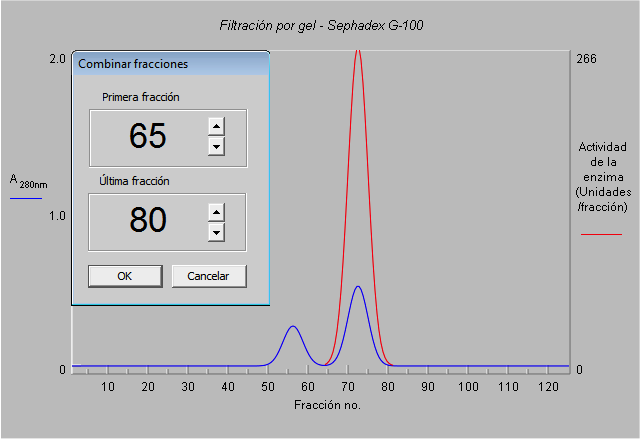 Filtración por gel - Sephadex G-100
Combinar fracciones
Primera fracción
65
Última fracción
80
OK
Cancelar
2.0
1.0
0
A 280nm
266
0
Actividad
de la
enzima
(Unidades
/fracción)
10 20 30 40 50 60 70 80 90 100 110 120
Fracción no.